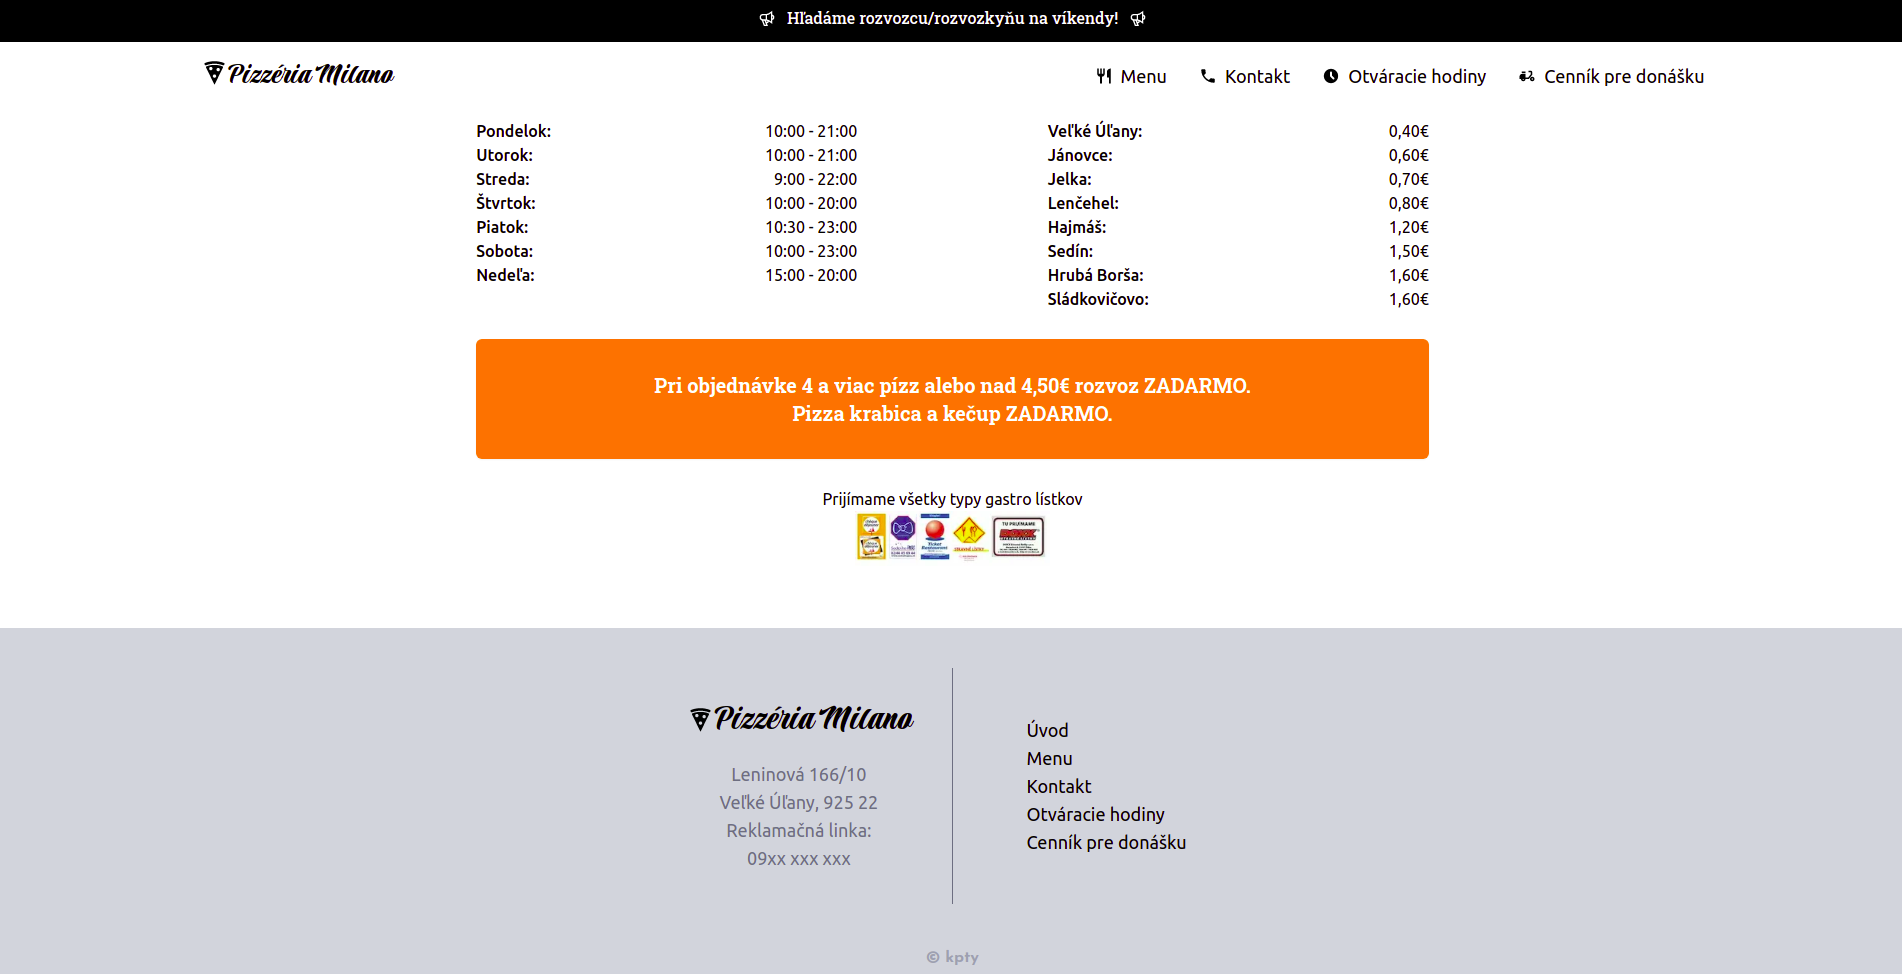 Hľadáme rozvozcu/rozvozkyňu na víkendy!
Pizzéria Milano
Menu
Kontakt
Otváracie hodiny
Cenník pre donášku
Pondelok: 10:00 - 21:00
Utorok: 10:00 - 21:00
Streda: 9:00 - 22:00
Štvrtok: 10:00 - 20:00
Piatok: 10:30 - 23:00
Sobota: 10:00 - 23:00
Nedeľa: 15:00 - 20:00
Veľké Úľany: 0,40€
Jánovce: 0,60€
Jelka: 0,70€
Lenčehel: 0,80€
Hajmáš: 1,20€
Sedín: 1,50€
Hrubá Borša: 1,60€
Sládkovičovo: 1,60€
Pri objednávke 4 a viac pízz alebo nad 4,50€ rozvoz ZADARMO.
Pizza krabica a kečup ZADARMO.
Prijímame všetky typy gastro lístkov
Ticket
Restaurant
TU PRIJÍMAME
Pizzéria Milano
Leninová 166/10
Veľké Úľany, 925 22
Reklamačná linka:
09xx xxx xxx
Úvod
Menu
Kontakt
Otváracie hodiny
Cenník pre donášku
© kpty